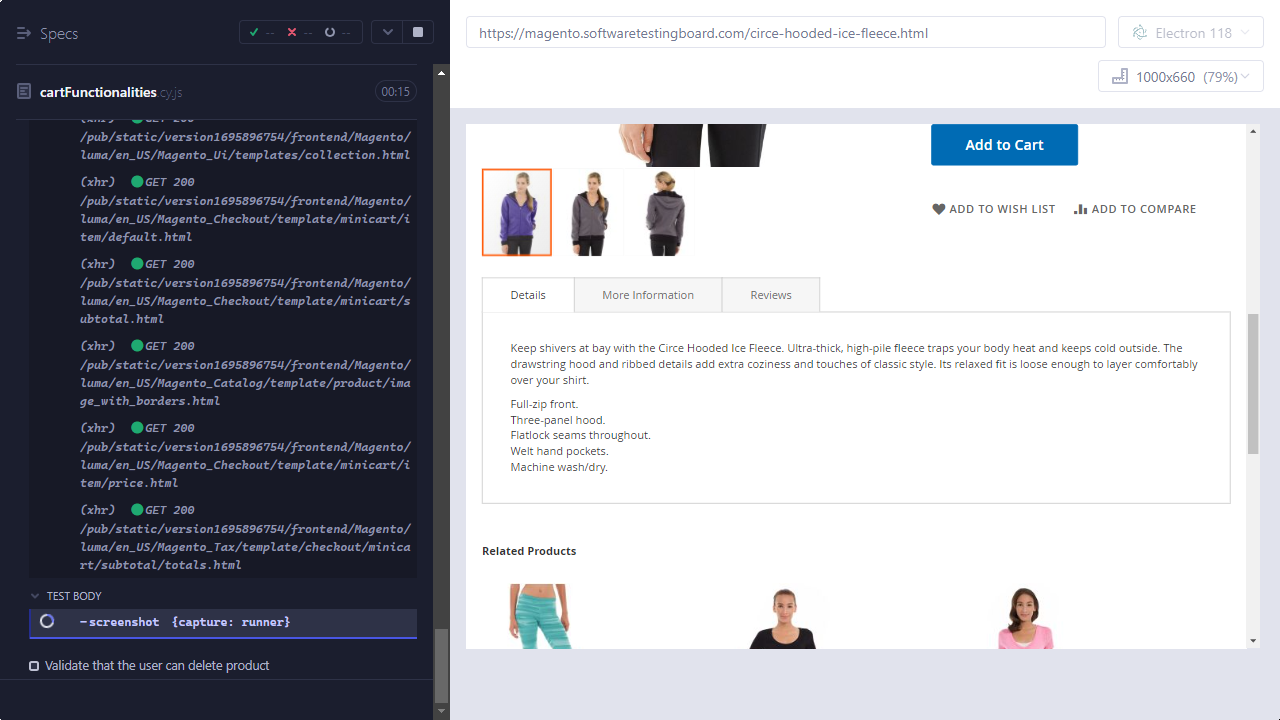 Specs
--
--
--
cartFunctionalities.cy.js
00:15
(xhr) GET 200
/pub/static/version1695896754/frontend/Magento/
luma/en_US/Magento_Ui/templates/collection.html
(xhr) GET 200
/pub/static/version1695896754/frontend/Magento/
luma/en_US/Magento_Checkout/template/minicart/i
tem/default.html
(xhr) GET 200
/pub/static/version1695896754/frontend/Magento/
luma/en_US/Magento_Checkout/template/minicart/s
ubtotal.html
(xhr) GET 200
/pub/static/version1695896754/frontend/Magento/
luma/en_US/Magento_Catalog/template/product/ima
ge_with_borders.html
(xhr) GET 200
/pub/static/version1695896754/frontend/Magento/
luma/en_US/Magento_Checkout/template/minicart/i
tem/price.html
(xhr) GET 200
/pub/static/version1695896754/frontend/Magento/
luma/en_US/Magento_Tax/template/checkout/minica
rt/subtotal/totals.html
TEST BODY
-screenshot {capture: runner}
Validate that the user can delete product
https://magento.softwaretestingboard.com/circe-hooded-ice-fleece.html
Electron 118
1000x660 (79%)
Add to Cart
ADD TO WISH LIST
ADD TO COMPARE
Details
More Information
Reviews
Keep shivers at bay with the Circe Hooded Ice Fleece. Ultra-thick, high-pile fleece traps your body heat and keeps cold outside. The
drawstring hood and ribbed details add extra coziness and touches of classic style. Its relaxed fit is loose enough to layer comfortably
over your shirt.
Full-zip front.
Three-panel hood.
Flatlock seams throughout.
Welt hand pockets.
Machine wash/dry.
Related Products